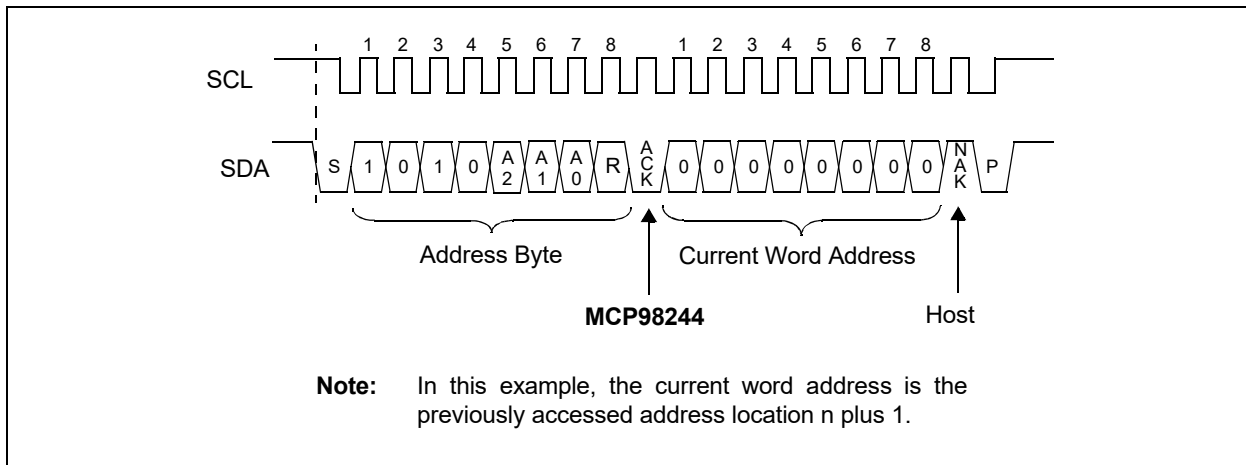 1 2 3 4 5 6 7 8 1 2 3 4 5 6 7 8
SCL
SDA S 1 0 1 0 A2 A1 A0 R ACK 0 0 0 0 0 0 0 0 NAK P
Address Byte Current Word Address
MCP98244 Host
Note: In this example, the current word address is the
previously accessed address location n plus 1.